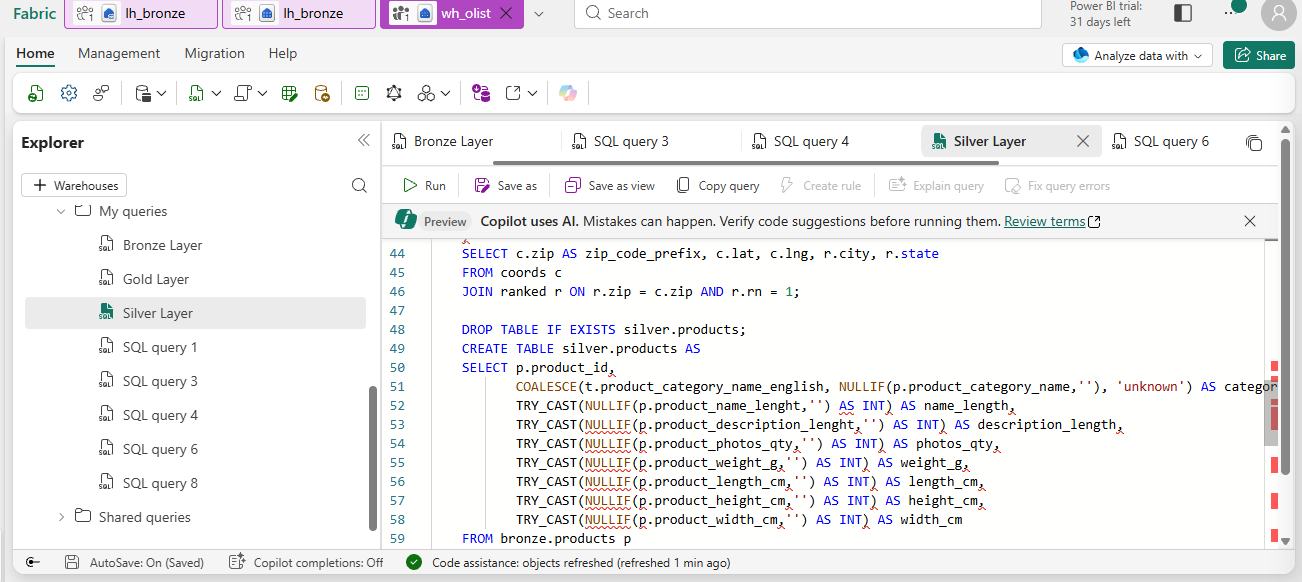 Fabric
lh_bronze
lh_bronze
wh_olist
Search
Power BI trial:
31 days left
Home
Management
Migration
Help
Analyze data with
Share
Explorer
Warehouses
My queries
Bronze Layer
Gold Layer
Silver Layer
SQL query 1
SQL query 3
SQL query 4
SQL query 6
SQL query 8
Shared queries
Bronze Layer
SQL query 3
SQL query 4
Silver Layer
SQL query 6
Run
Save as
Save as view
Copy query
Create rule
Explain query
Fix query errors
Preview
Copilot uses AI. Mistakes can happen. Verify code suggestions before running them. Review terms
44 SELECT c.zip AS zip_code_prefix, c.lat, c.lng, r.city, r.state
45 FROM coords c
46 JOIN ranked r ON r.zip = c.zip AND r.rn = 1;
47
48 DROP TABLE IF EXISTS silver.products;
49 CREATE TABLE silver.products AS
50 SELECT p.product_id,
51 COALESCE(t.product_category_name_english, NULLIF(p.product_category_name,''), 'unknown') AS categor
52 TRY_CAST(NULLIF(p.product_name_lenght,'') AS INT) AS name_length,
53 TRY_CAST(NULLIF(p.product_description_lenght,'') AS INT) AS description_length,
54 TRY_CAST(NULLIF(p.product_photos_qty,'') AS INT) AS photos_qty,
55 TRY_CAST(NULLIF(p.product_weight_g,'') AS INT) AS weight_g,
56 TRY_CAST(NULLIF(p.product_length_cm,'') AS INT) AS length_cm,
57 TRY_CAST(NULLIF(p.product_height_cm,'') AS INT) AS height_cm,
58 TRY_CAST(NULLIF(p.product_width_cm,'') AS INT) AS width_cm
59 FROM bronze.products p
AutoSave: On (Saved)
Copilot completions: Off
Code assistance: objects refreshed (refreshed 1 min ago)